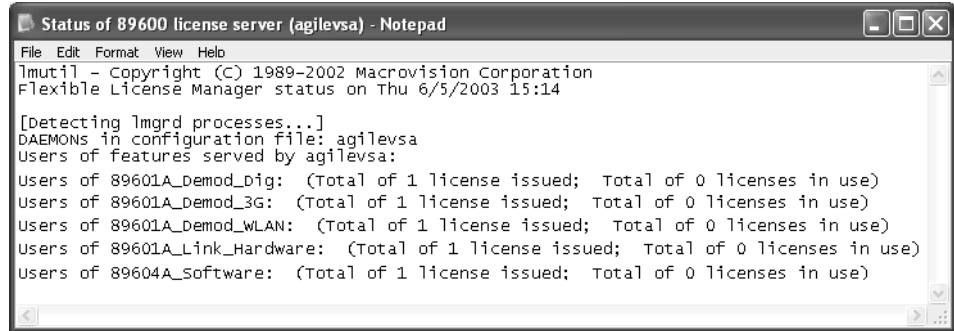 Status of 89600 license server (agilevsa) - Notepad
File Edit Format View Help
lmutil - Copyright (C) 1989-2002 Macrovision Corporation
Flexible License Manager status on Thu 6/5/2003 15:14
[Detecting lmgrd processes...]
DAEMONs in configuration file: agilevsa
Users of features served by agilevsa:
Users of 89601A_Demod_Dig: (Total of 1 license issued; Total of 0 licenses in use)
Users of 89601A_Demod_3G: (Total of 1 license issued; Total of 0 licenses in use)
Users of 89601A_Demod_WLAN: (Total of 1 license issued; Total of 0 licenses in use)
Users of 89601A_Link_Hardware: (Total of 1 license issued; Total of 0 licenses in use)
Users of 89604A_Software: (Total of 1 license issued; Total of 0 licenses in use)